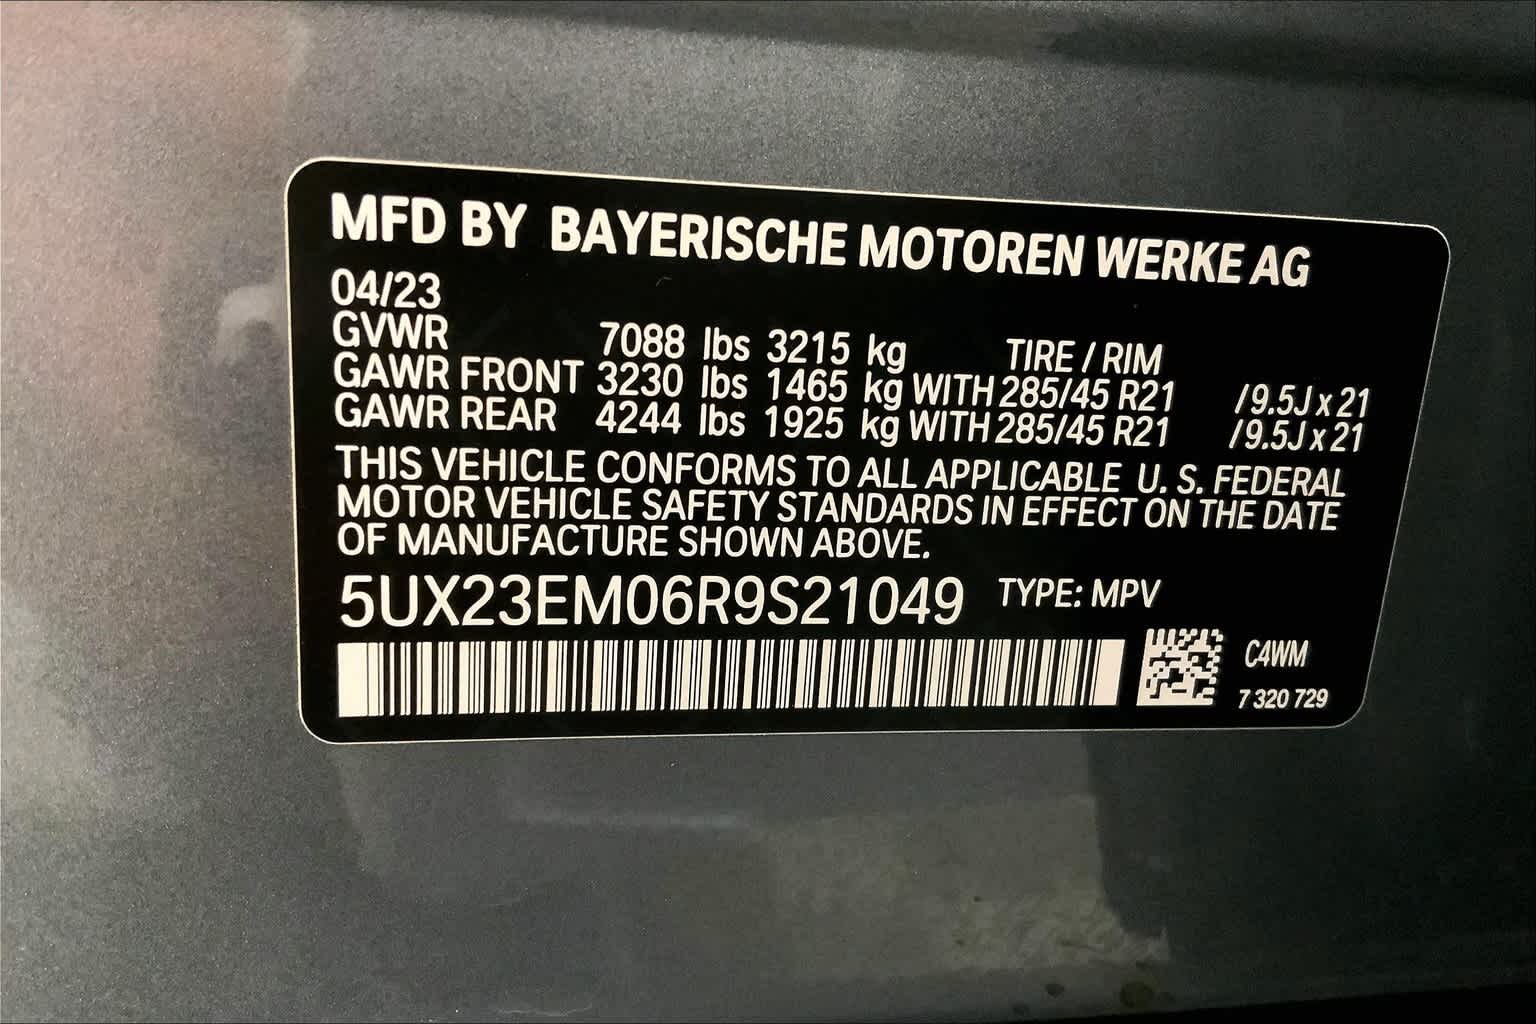 MFD BY BAYERISCHE MOTOREN WERKE AG
04/23
GVWR 7088 lbs 3215 kg TIRE / RIM
GAWR FRONT 3230 lbs 1465 kg WITH 285/45 R21 /9.5J x 21
GAWR REAR 4244 lbs 1925 kg WITH 285/45 R21 /9.5J x 21
THIS VEHICLE CONFORMS TO ALL APPLICABLE U. S. FEDERAL
MOTOR VEHICLE SAFETY STANDARDS IN EFFECT ON THE DATE
OF MANUFACTURE SHOWN ABOVE.
5UX23EM06R9S21049 TYPE: MPV
C4WM
7 320 729